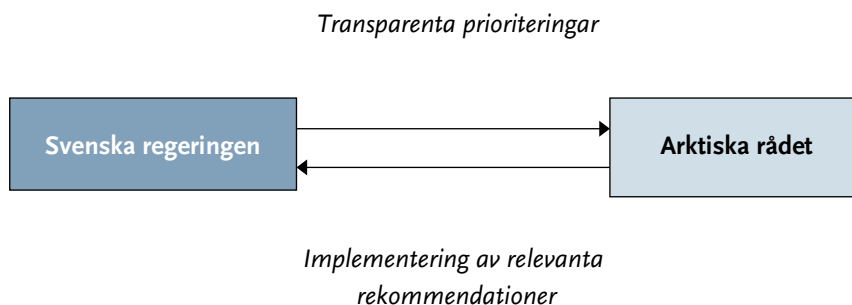 Transparenta prioriteringar
Svenska regeringen
Arktiska rådet
Implementering av relevanta
rekommendationer